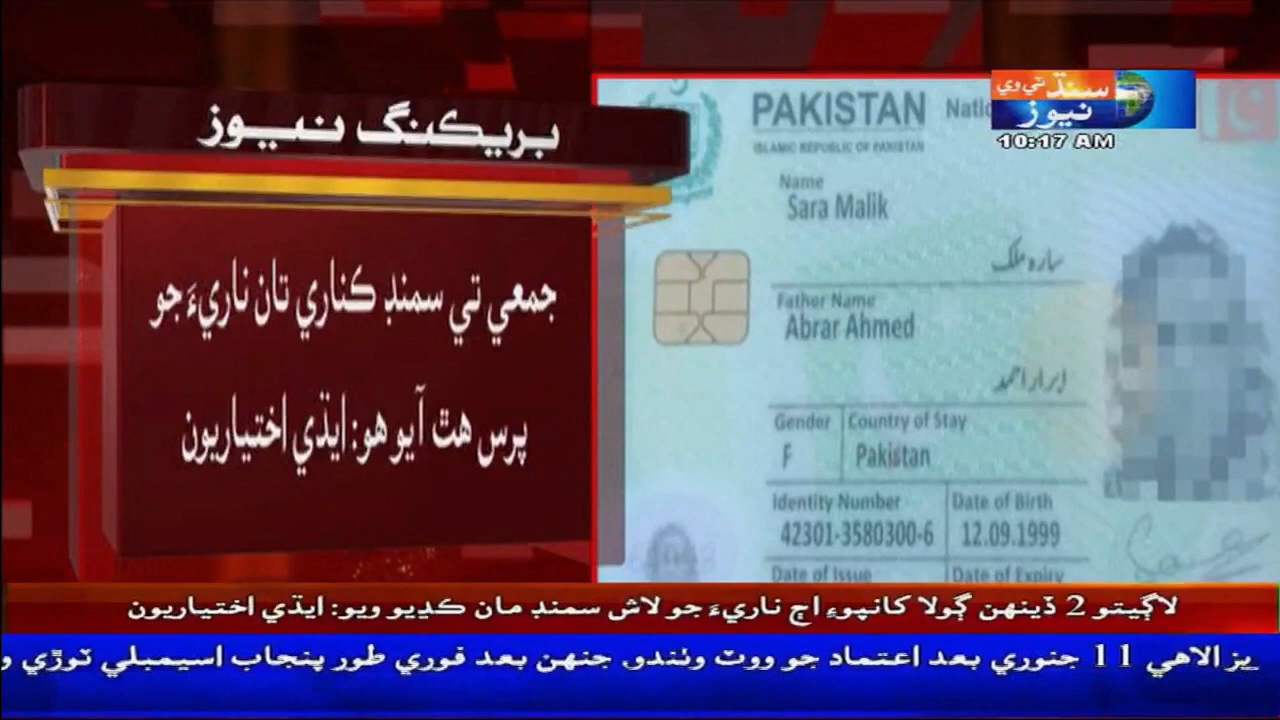 بريڪنگ نيوز
جمعي تي سمنڊ ڪناري تان ناريءَ جو
پرس هٿ آيو هو: ايڌي اختياريون
سنڌ ٽي وي
نيوز
10:17 AM
PAKISTAN
ISLAMIC REPUBLIC OF PAKISTAN
Name
Sara Malik
سارہ ملک
Father Name
Abrar Ahmed
ابرار احمد
Gender Country of Stay
F Pakistan
Identity Number Date of Birth
42301-3580300-6 12.09.1999
Date of Issue Date of Expiry
لاڳيتو 2 ڏينهن ڳولا کانپوءِ اڄ ناريءَ جو لاش سمنڊ مان ڪڍيو ويو: ايڌي اختياريون
الاهي 11 جنوري بعد اعتماد جو ووٽ وٺندو. جنهن بعد فوري طور پنجاب اسيمبلي ٽوڙي